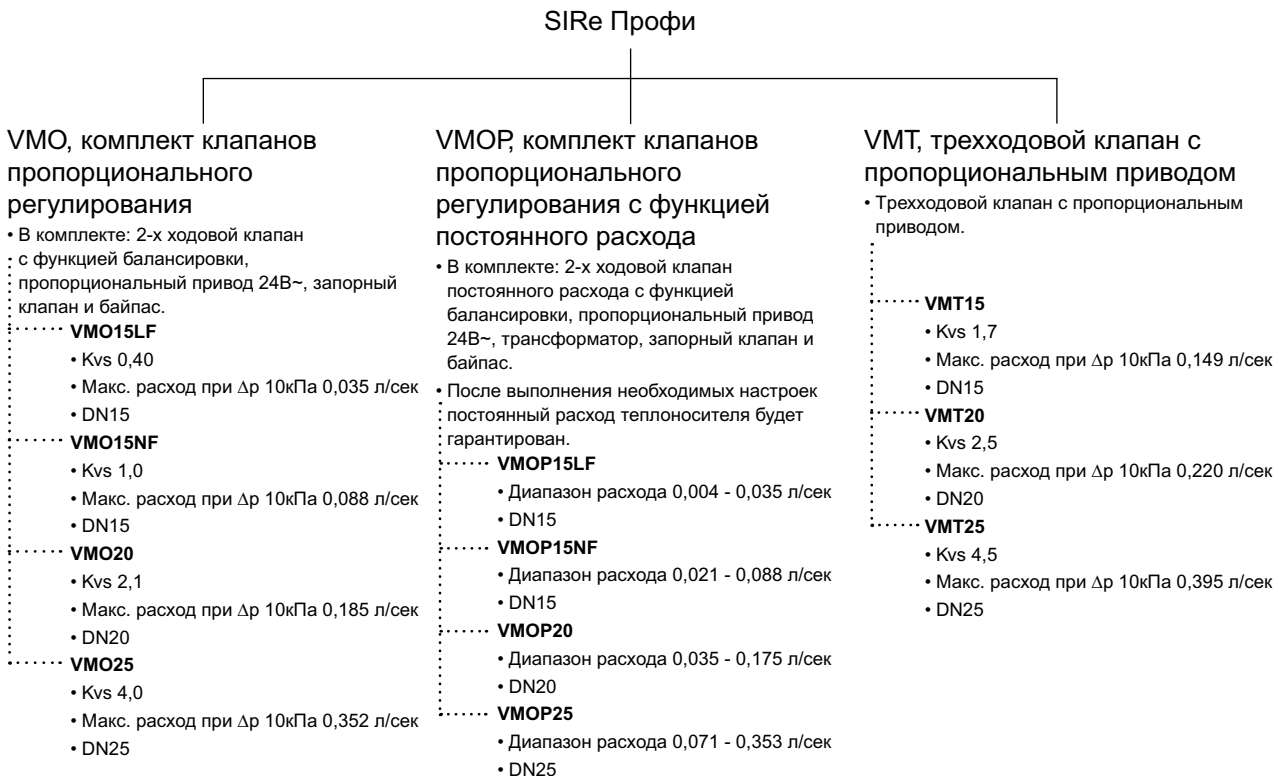 SIRe Профи
VMO, комплект клапанов
пропорционального
регулирования
• В комплекте: 2-х ходовой клапан
с функцией балансировки,
пропорциональный привод 24В~, запорный
клапан и байпас.
VMO15LF
• Kvs 0,40
• Макс. расход при Δp 10кПа 0,035 л/сек
• DN15
VMO15NF
• Kvs 1,0
• Макс. расход при Δp 10кПа 0,088 л/сек
• DN15
VMO20
• Kvs 2,1
• Макс. расход при Δp 10кПа 0,185 л/сек
• DN20
VMO25
• Kvs 4,0
• Макс. расход при Δp 10кПа 0,352 л/сек
• DN25
VMOP, комплект клапанов
пропорционального
регулирования с функцией
постоянного расхода
• В комплекте: 2-х ходовой клапан
постоянного расхода с функцией
балансировки, пропорциональный привод
24В~, трансформатор, запорный клапан и
байпас.
• После выполнения необходимых настроек
постоянный расход теплоносителя будет
гарантирован.
VMOP15LF
• Диапазон расхода 0,004 - 0,035 л/сек
• DN15
VMOP15NF
• Диапазон расхода 0,021 - 0,088 л/сек
• DN15
VMOP20
• Диапазон расхода 0,035 - 0,175 л/сек
• DN20
VMOP25
• Диапазон расхода 0,071 - 0,353 л/сек
• DN25
VMT, трехходовой клапан с
пропорциональным приводом
• Трехходовой клапан с пропорциональным
приводом.
VMT15
• Kvs 1,7
• Макс. расход при Δp 10кПа 0,149 л/сек
• DN15
VMT20
• Kvs 2,5
• Макс. расход при Δp 10кПа 0,220 л/сек
• DN20
VMT25
• Kvs 4,5
• Макс. расход при Δp 10кПа 0,395 л/сек
• DN25